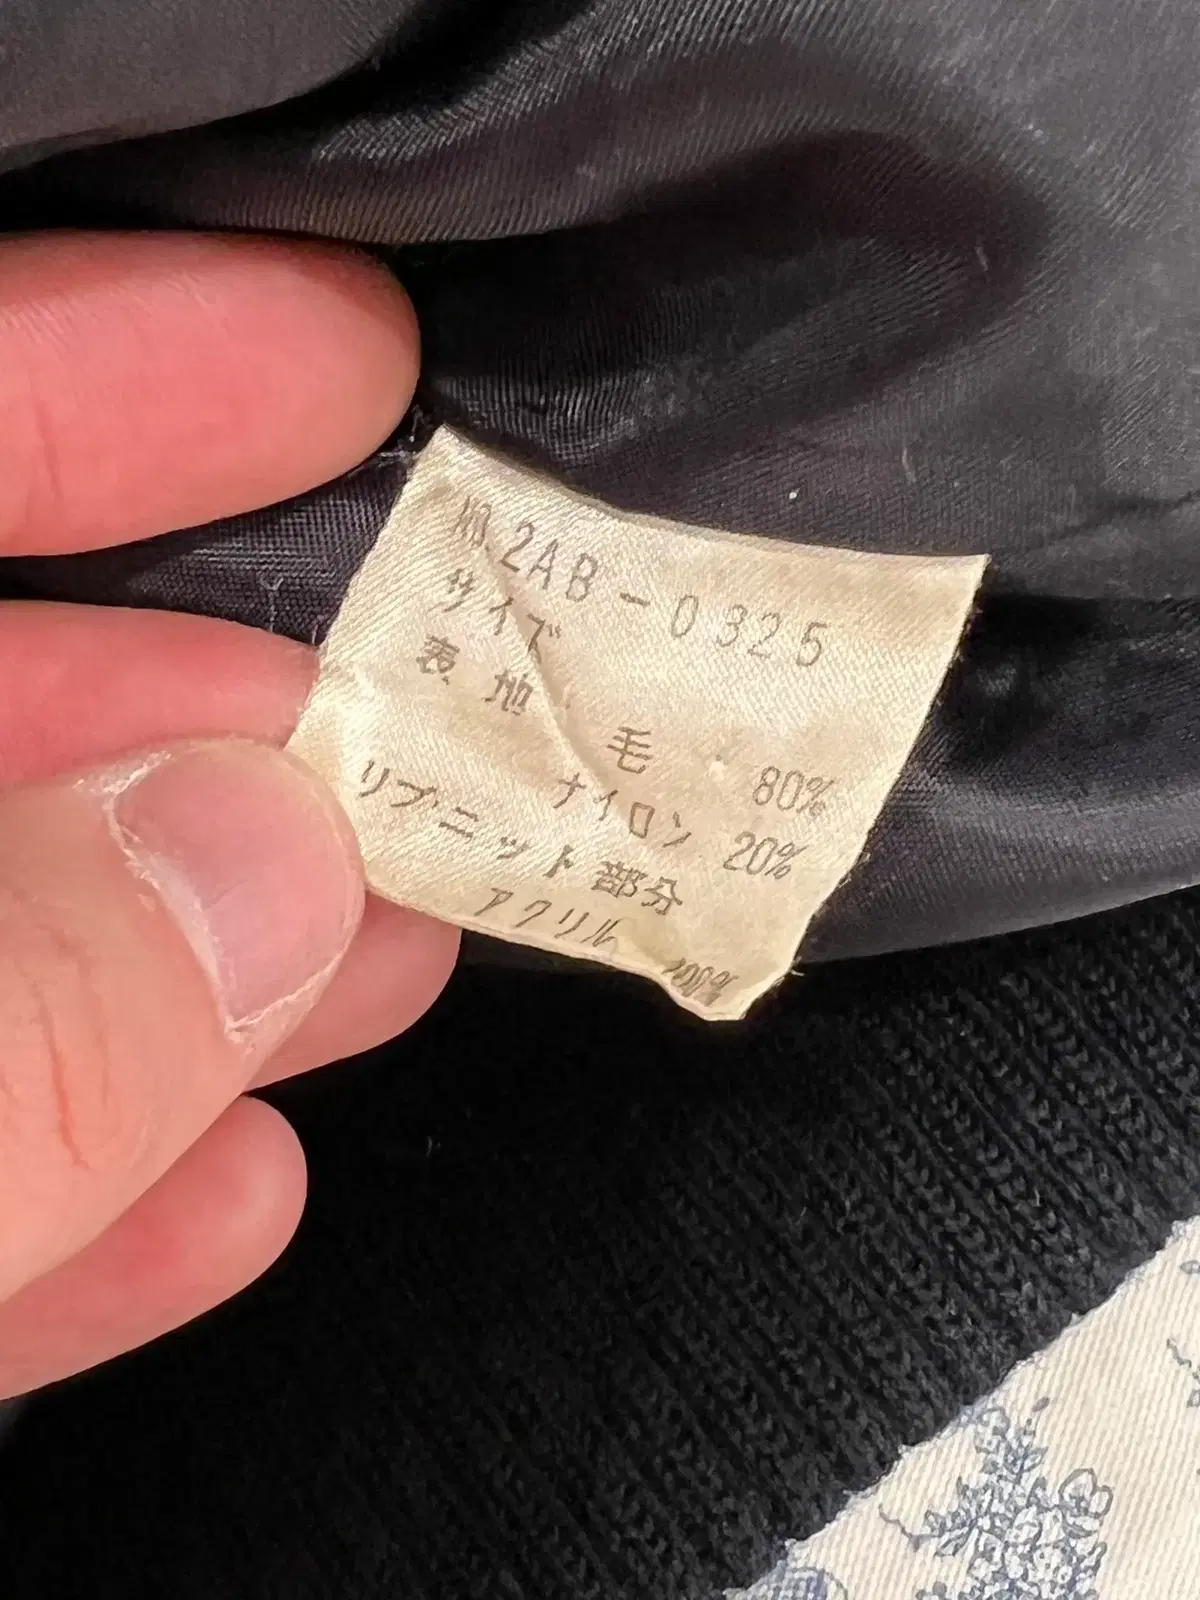 NO. 2AB-0325
サイズ
表地
毛 80%
ナイロン 20%
リブ・ニット部分
アクリル 100%